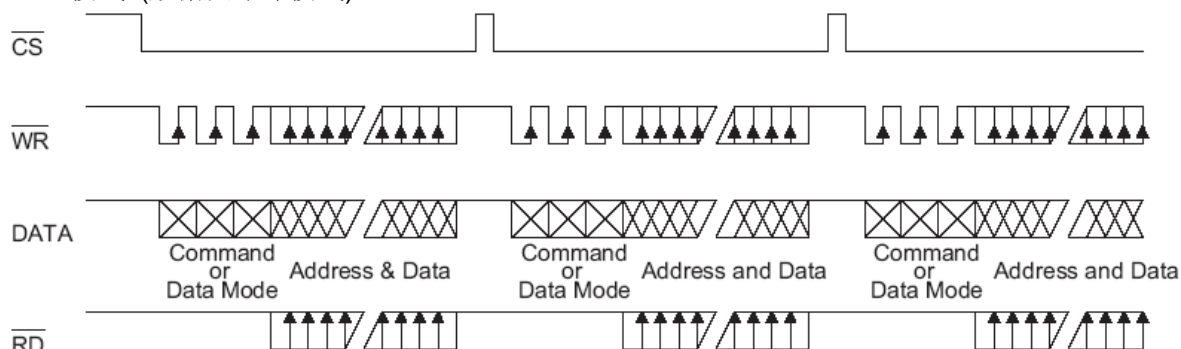 CS
WR
DATA
Command
or
Data Mode
Address & Data
Command
or
Data Mode
Address and Data
Command
or
Data Mode
Address and Data
RD